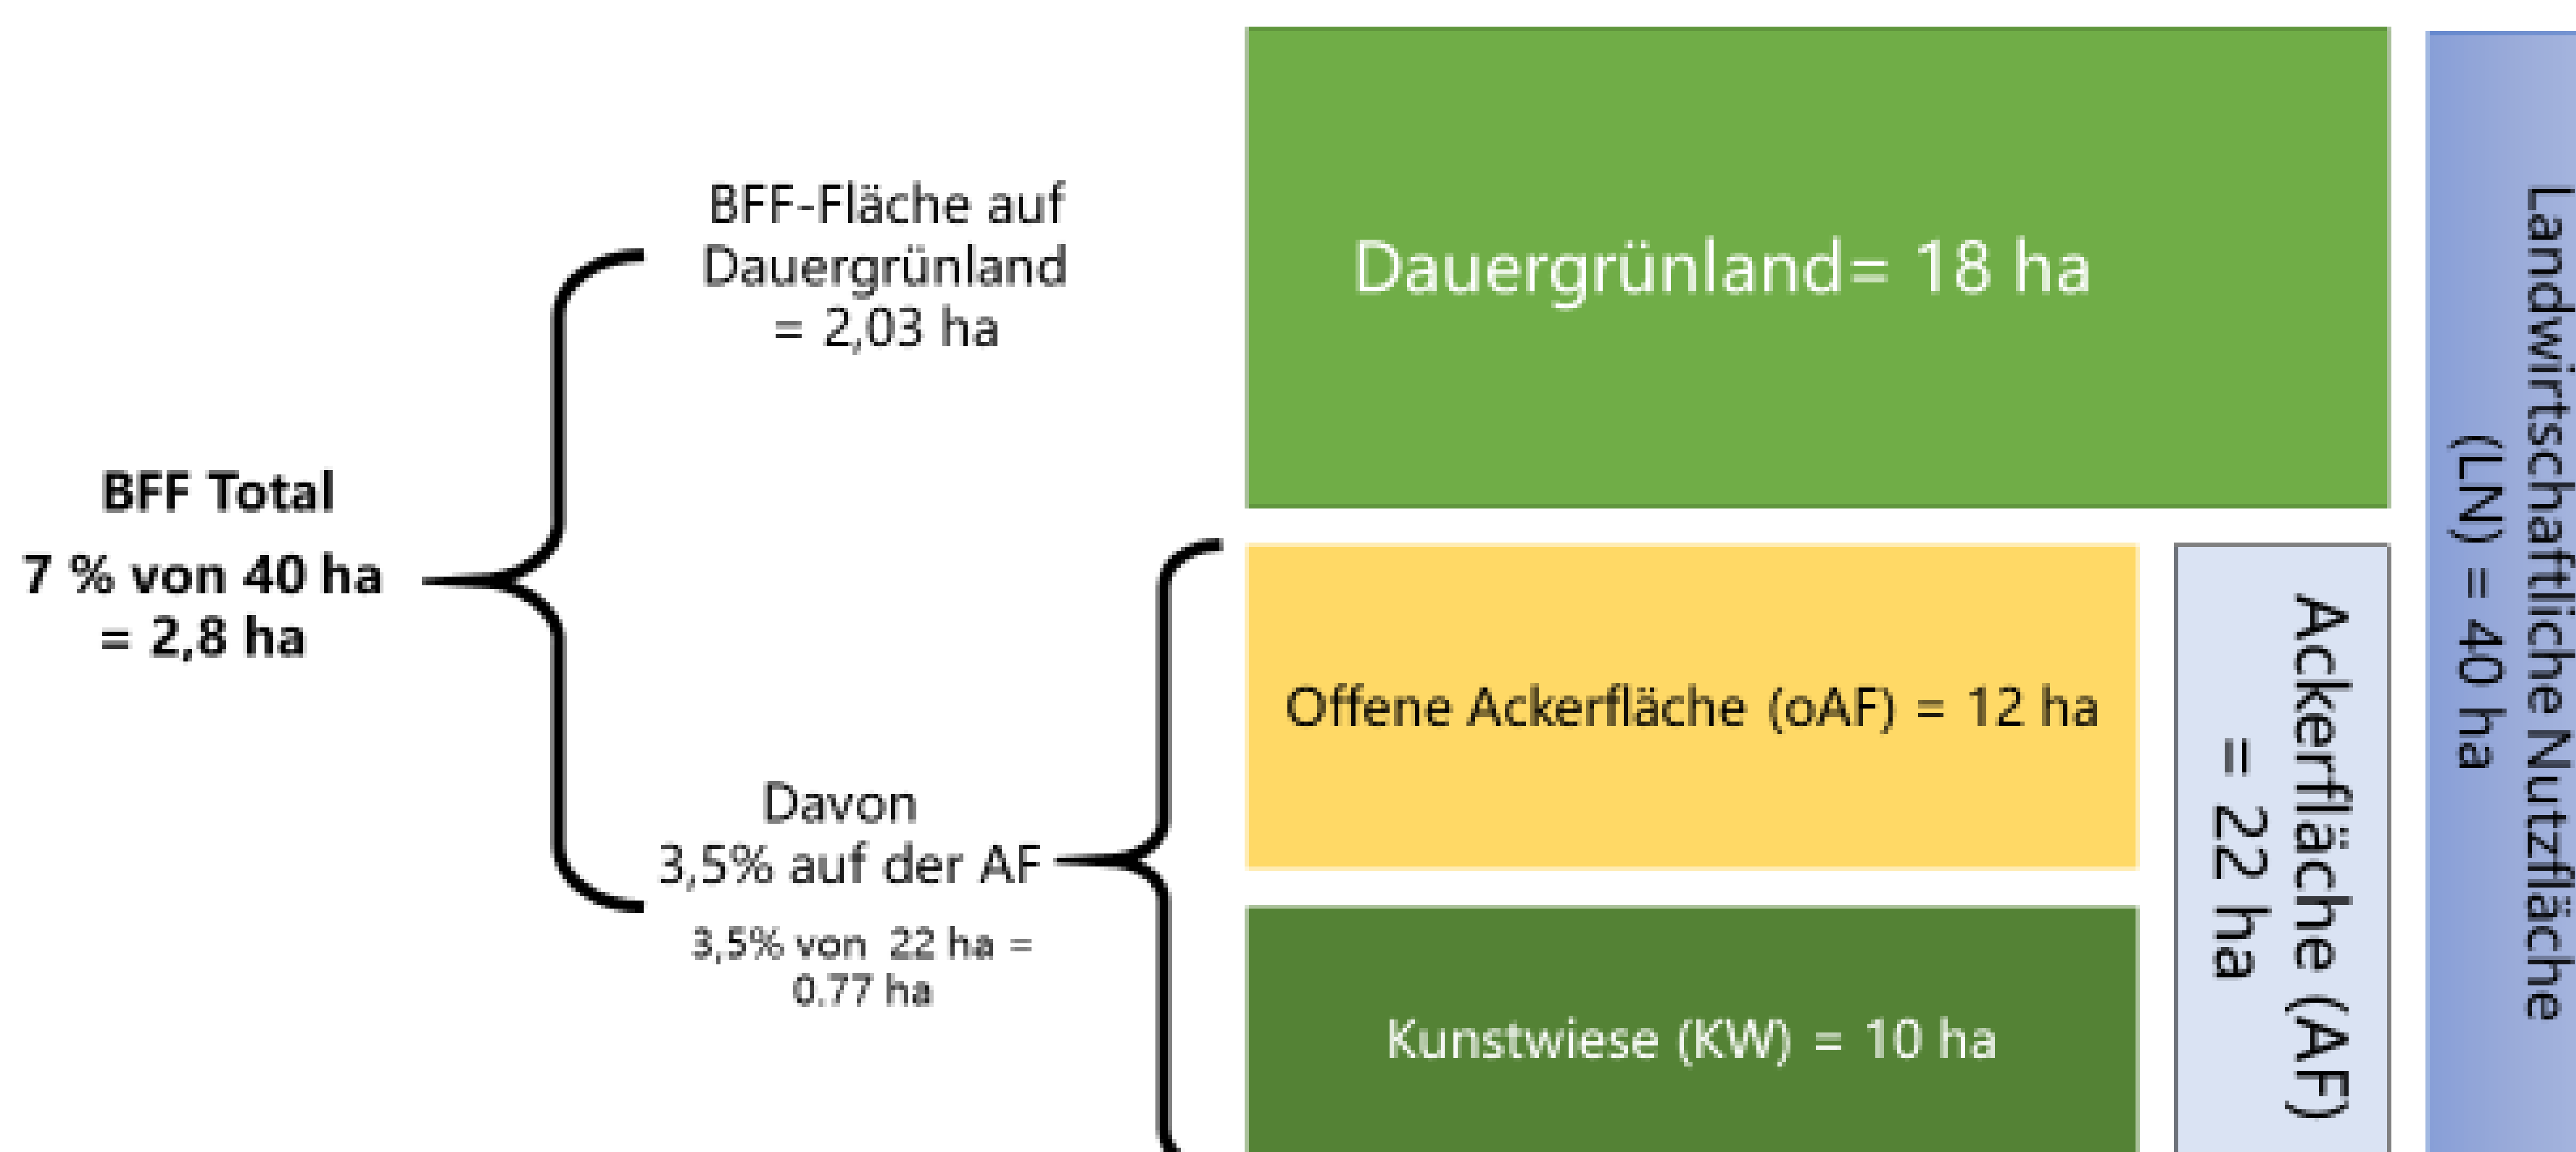 BFF Total
7 % von 40 ha
= 2,8 ha
BFF-Fläche auf
Dauergrünland
= 2,03 ha
Davon
3,5% auf der AF
3,5% von 22 ha =
0.77 ha
Dauergrünland= 18 ha
Offene Ackerfläche (oAF) = 12 ha
Kunstwiese (KW) = 10 ha
Ackerfläche (AF)
= 22 ha
Landwirtschaftliche Nutzfläche
(LN) = 40 ha